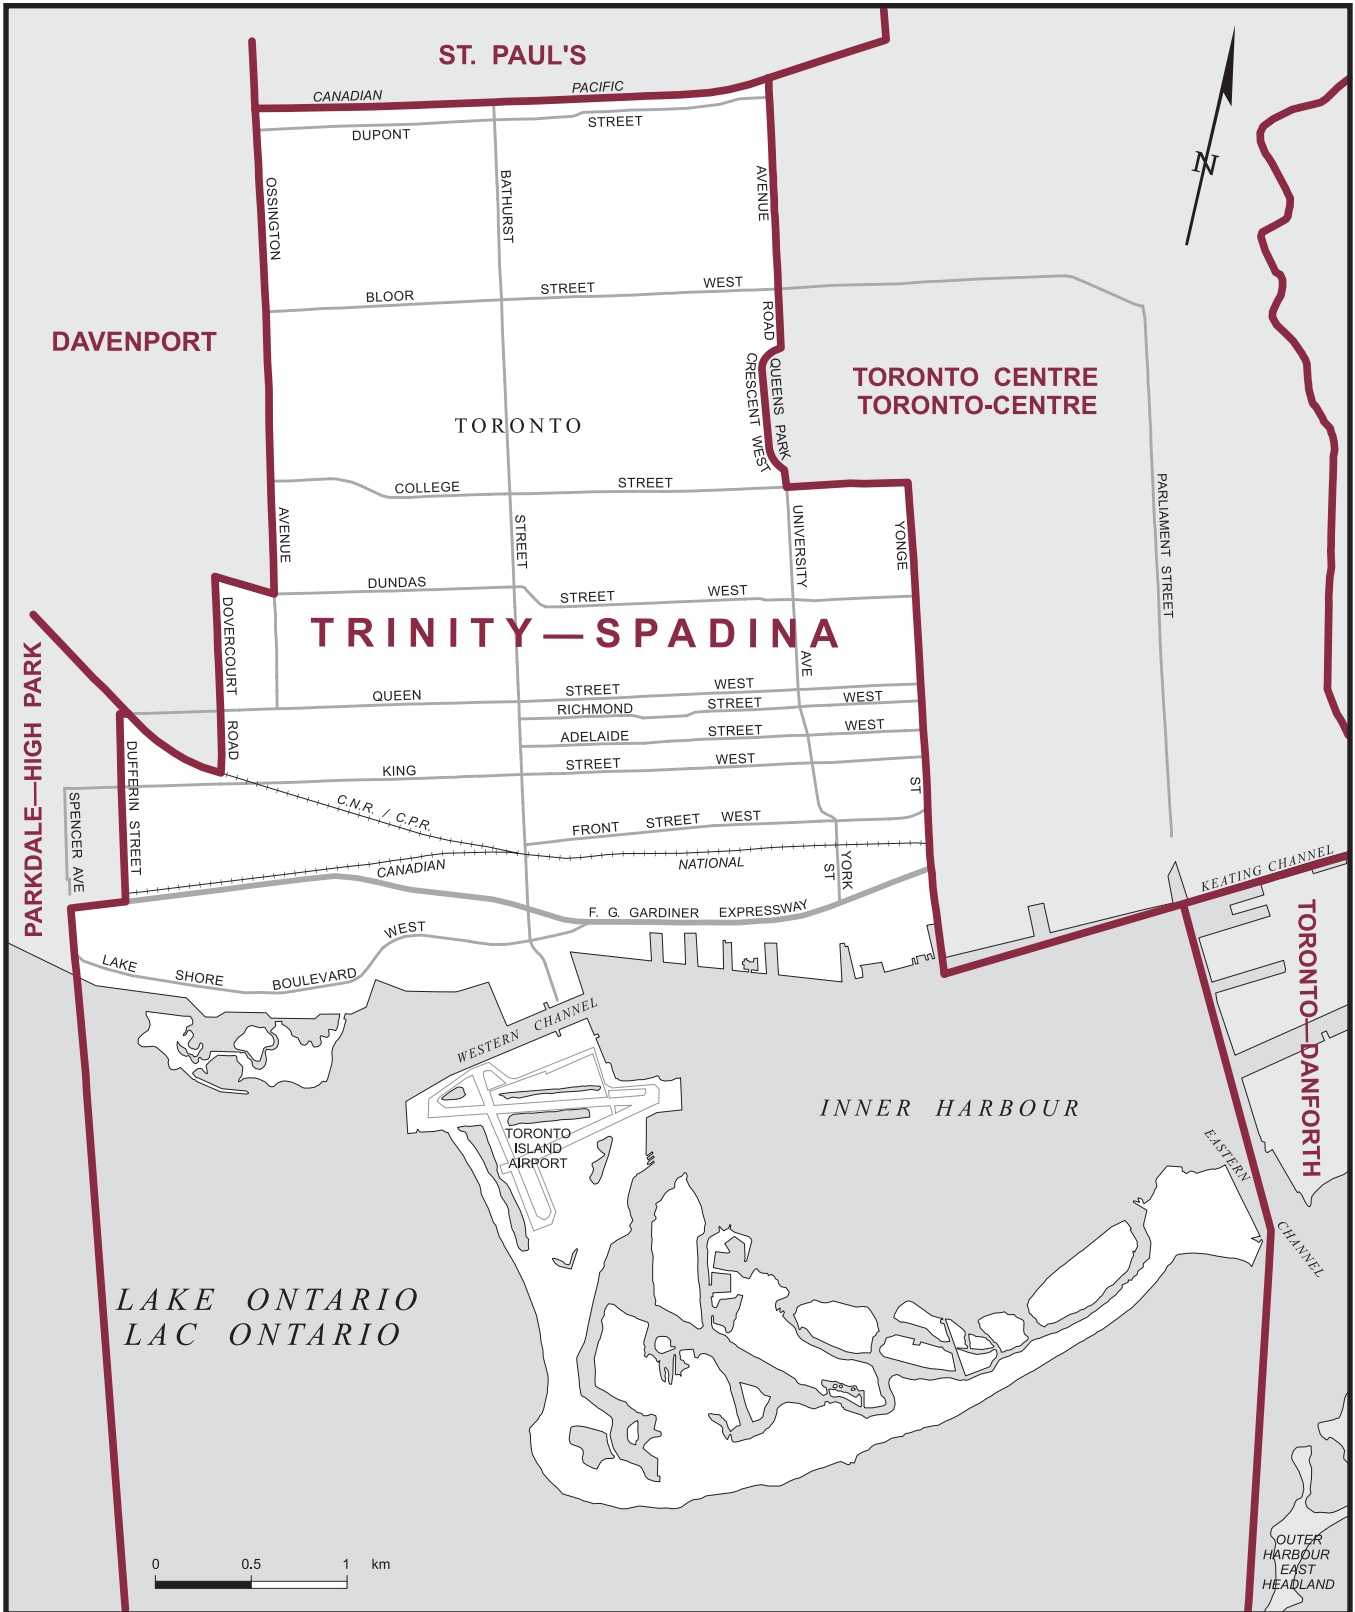 ST. PAUL'S
CANADIAN
PACIFIC
DUPONT
STREET
N
OSSINGTON
BATHURST
AVENUE
BLOOR
STREET
WEST
ROAD
DAVENPORT
QUEENS PARK
CRESCENT WEST
TORONTO CENTRE
TORONTO-CENTRE
TORONTO
COLLEGE
STREET
PARLIAMENT STREET
AVENUE
STREET
UNIVERSITY
YONGE
DUNDAS
STREET
WEST
DOVERCOURT
TRINITY—SPADINA
AVE
PARKDALE—HIGH PARK
QUEEN
STREET
WEST
RICHMOND
STREET
WEST
ROAD
ADELAIDE
STREET
WEST
DUFFERIN STREET
KING
STREET
WEST
ST
SPENCER AVE
C.N.R. / C.P.R.
FRONT
STREET
WEST
CANADIAN
NATIONAL
YORK
ST
KEATING CHANNEL
F. G. GARDINER
EXPRESSWAY
TORONTO—DANFORTH
LAKE
SHORE
BOULEVARD
WEST
WESTERN CHANNEL
INNER HARBOUR
TORONTO
ISLAND
AIRPORT
EASTERN
CHANNEL
LAKE ONTARIO
LAC ONTARIO
OUTER
HARBOUR
EAST
HEADLAND
0
0.5
1
km